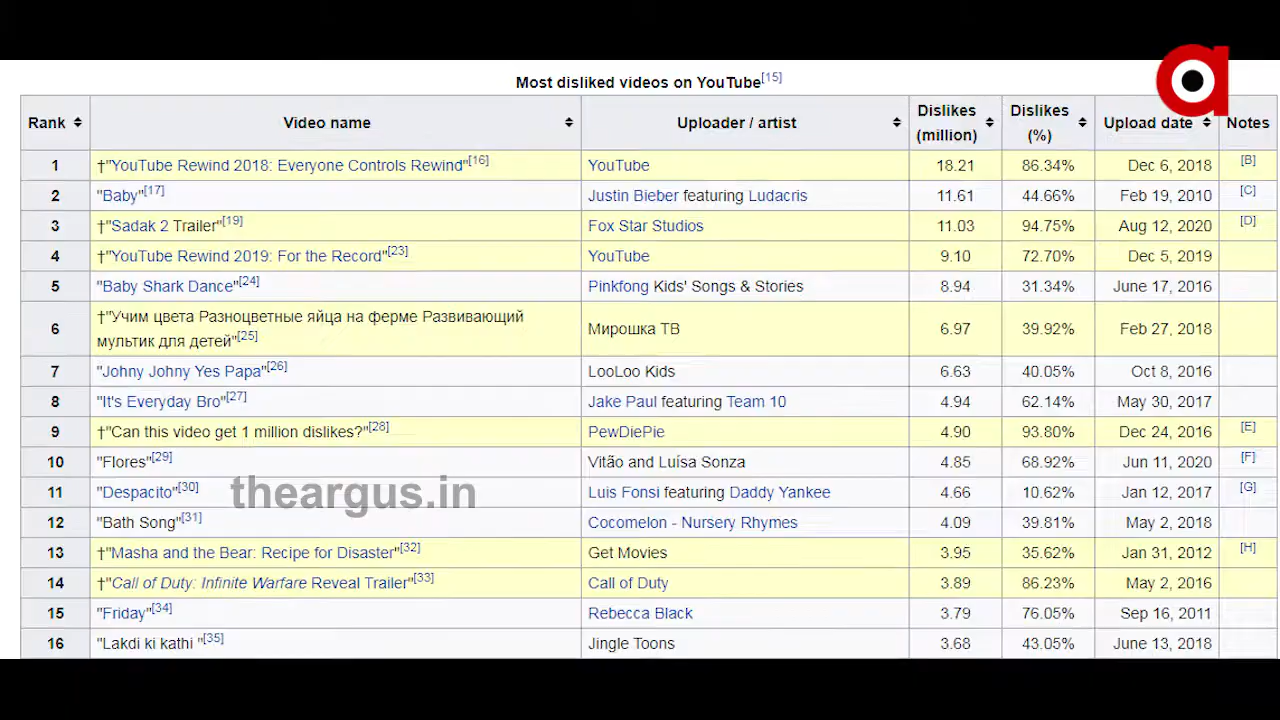 Most disliked videos on YouTube[15]
Rank Video name Uploader / artist Dislikes (million) Dislikes (%) Upload date Notes
1 †"YouTube Rewind 2018: Everyone Controls Rewind"[16] YouTube 18.21 86.34% Dec 6, 2018 [B]
2 "Baby"[17] Justin Bieber featuring Ludacris 11.61 44.66% Feb 19, 2010 [C]
3 †"Sadak 2 Trailer"[19] Fox Star Studios 11.03 94.75% Aug 12, 2020 [D]
4 †"YouTube Rewind 2019: For the Record"[23] YouTube 9.10 72.70% Dec 5, 2019
5 "Baby Shark Dance"[24] Pinkfong Kids' Songs & Stories 8.94 31.34% June 17, 2016
6 †"Учим цвета Разноцветные яйца на ферме Развивающий
мультик для детей"[25] Мирошка ТВ 6.97 39.92% Feb 27, 2018
7 "Johny Johny Yes Papa"[26] LooLoo Kids 6.63 40.05% Oct 8, 2016
8 "It's Everyday Bro"[27] Jake Paul featuring Team 10 4.94 62.14% May 30, 2017
9 †"Can this video get 1 million dislikes?"[28] PewDiePie 4.90 93.80% Dec 24, 2016 [E]
10 "Flores"[29] Vitão and Luísa Sonza 4.85 68.92% Jun 11, 2020 [F]
11 "Despacito"[30] Luis Fonsi featuring Daddy Yankee 4.66 10.62% Jan 12, 2017 [G]
theargus.in
12 "Bath Song"[31] Cocomelon - Nursery Rhymes 4.09 39.81% May 2, 2018
13 †"Masha and the Bear: Recipe for Disaster"[32] Get Movies 3.95 35.62% Jan 31, 2012 [H]
14 †"Call of Duty: Infinite Warfare Reveal Trailer"[33] Call of Duty 3.89 86.23% May 2, 2016
15 "Friday"[34] Rebecca Black 3.79 76.05% Sep 16, 2011
16 "Lakdi ki kathi "[35] Jingle Toons 3.68 43.05% June 13, 2018